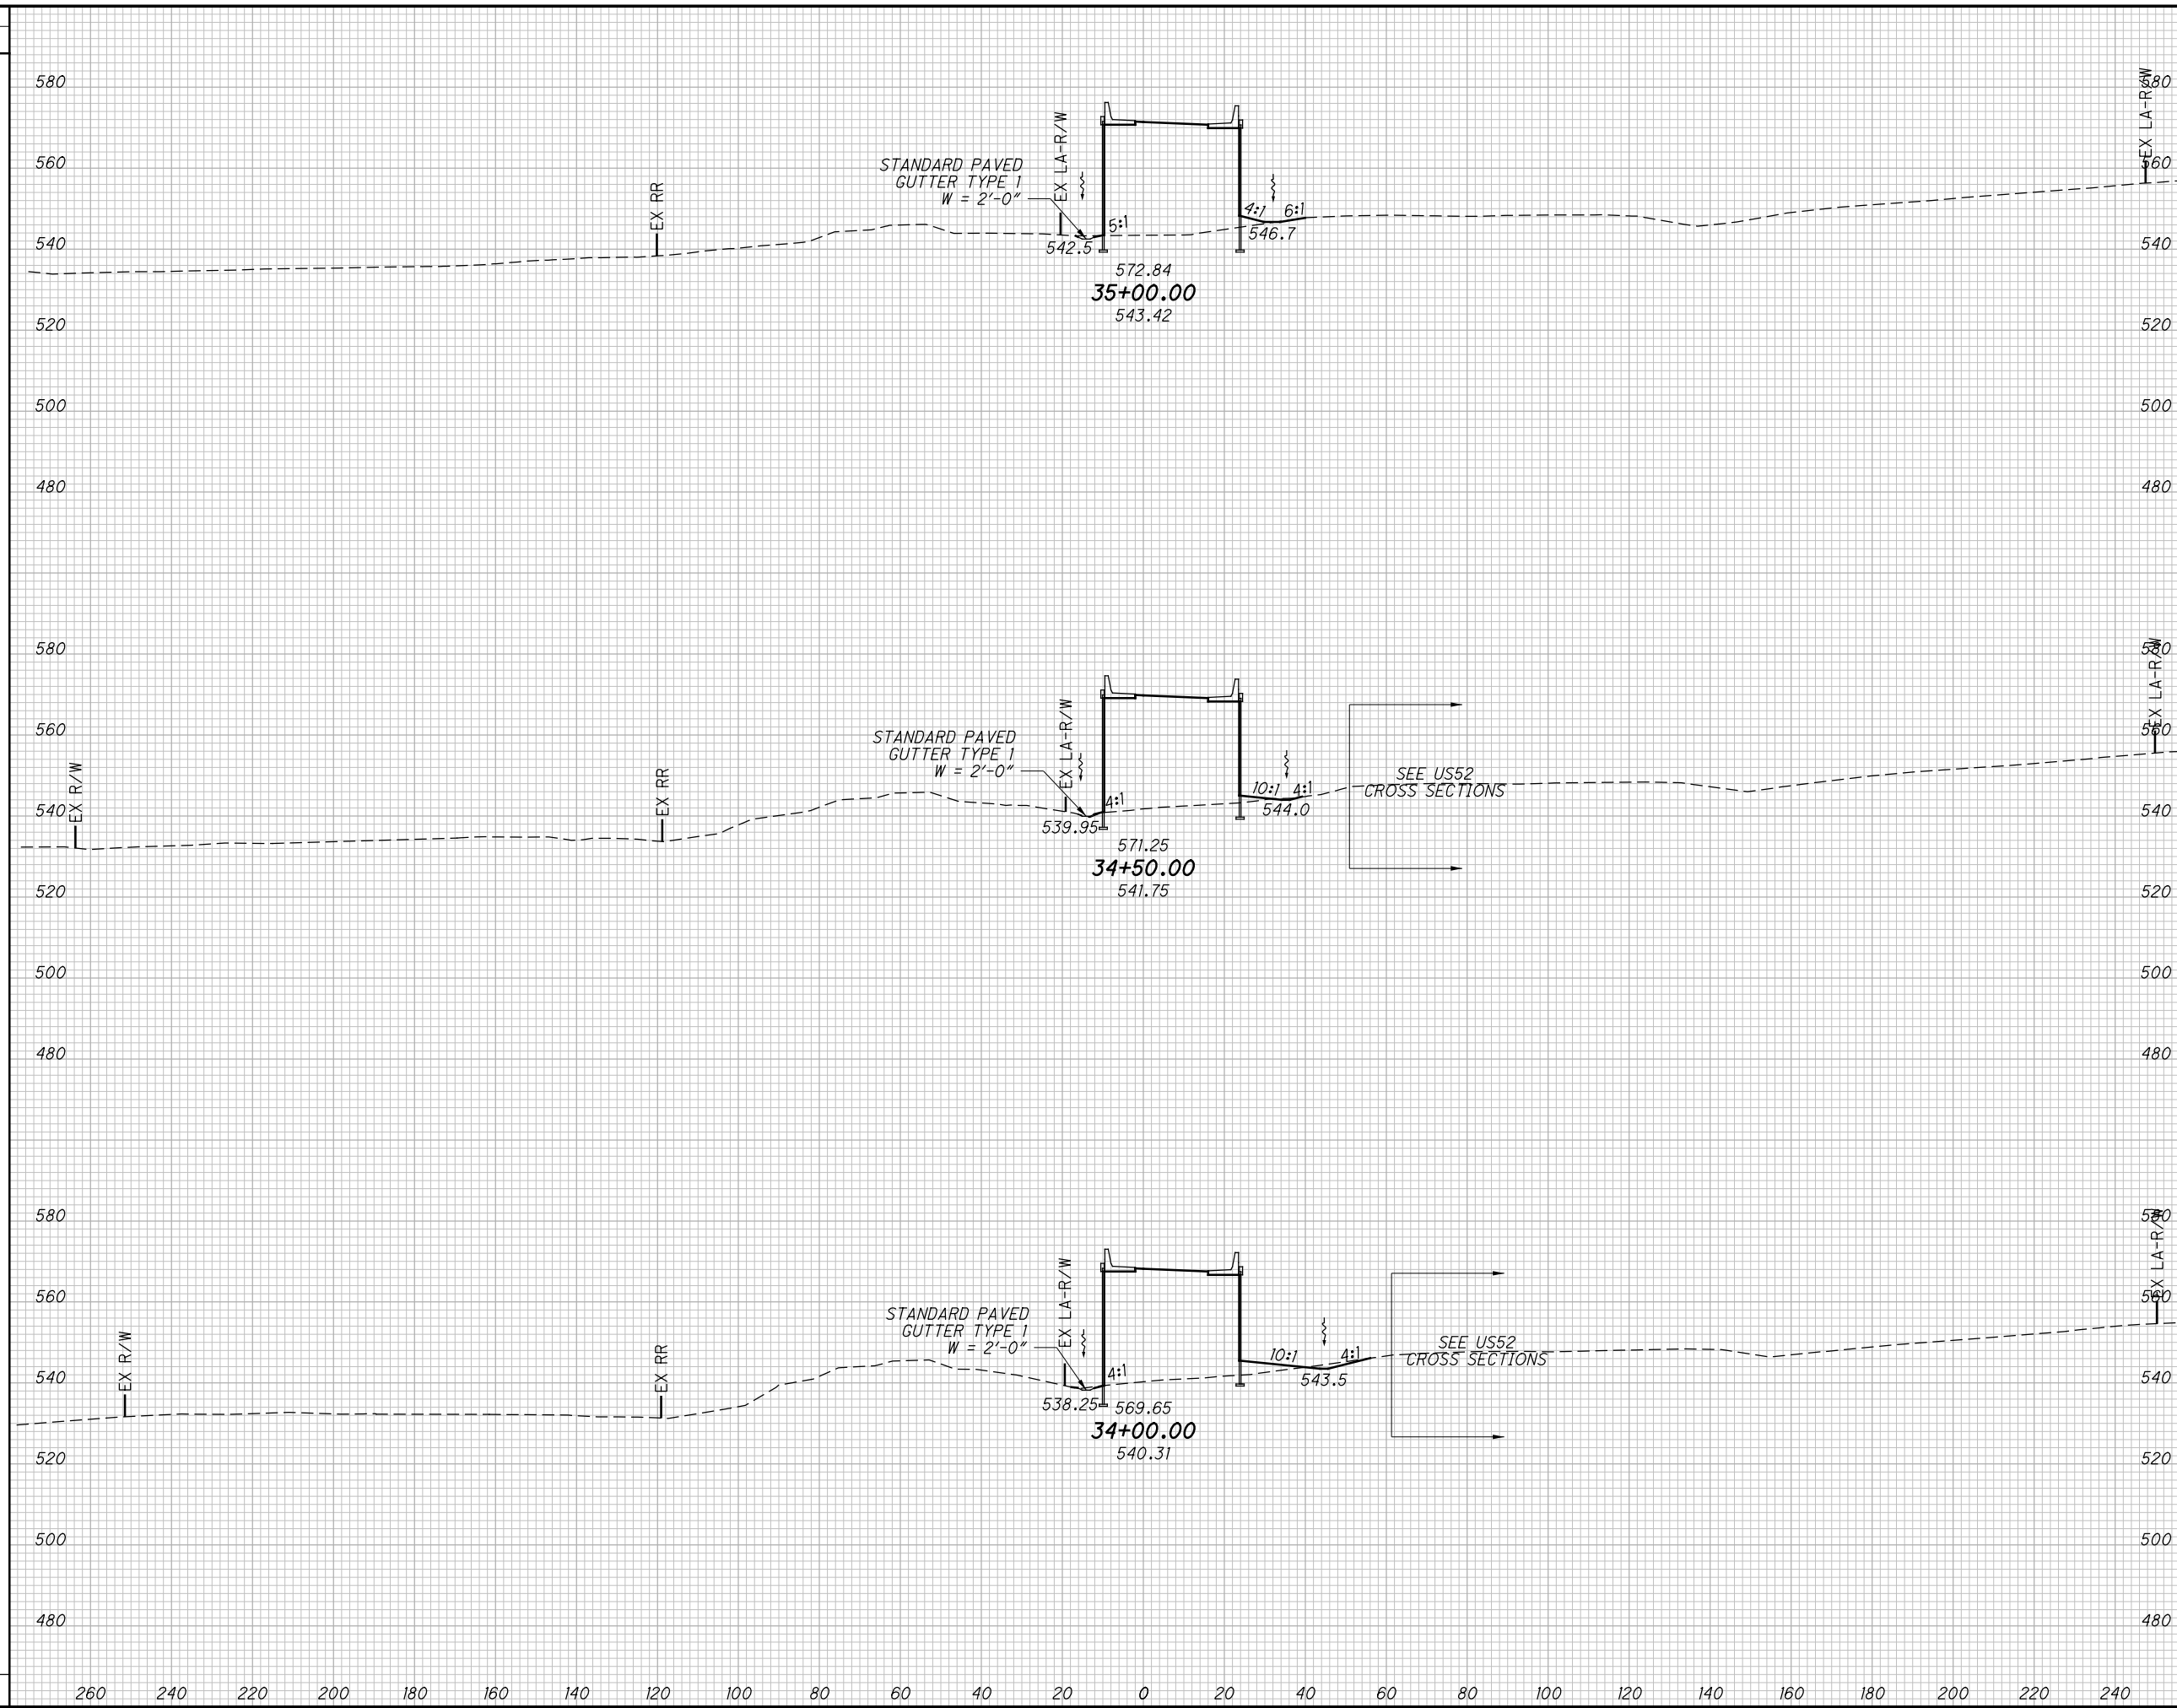 580
EX LA-R/W
EX LA-R/W
580
STANDARD PAVED
GUTTER TYPE 1
W = 2'-0"
560
EX RR
4:1
6:1
560
5:1
540
542.5
546.7
540
572.84
35+00.00
543.42
520
520
500
500
480
480
580
EX LA-R/W
EX LA-R/W
580
STANDARD PAVED
GUTTER TYPE 1
W = 2'-0"
560
560
EX R/W
EX RR
SEE US52
CROSS SECTIONS
10:1
4:1
4:1
540
539.95
544.0
540
571.25
34+50.00
541.75
520
520
500
500
480
480
580
EX LA-R/W
EX LA-R/W
580
560
560
STANDARD PAVED
GUTTER TYPE 1
W = 2'-0"
EX R/W
EX RR
SEE US52
CROSS SECTIONS
10:1
4:1
4:1
540
543.5
540
538.25
569.65
34+00.00
540.31
520
520
500
500
480
480
260 240 220 200 180 160 140 120 100 80 60 40 20 0 20 40 60 80 100 120 140 160 180 200 220 240